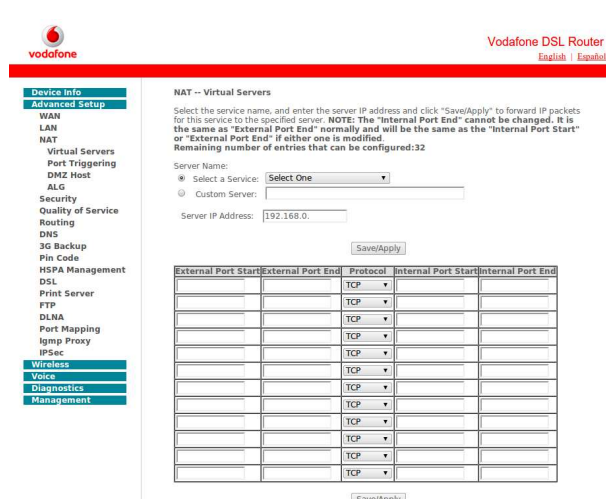 vodafone
Vodafone DSL Router
English | Español
Device Info
Advanced Setup
WAN
LAN
NAT
Virtual Servers
Port Triggering
DMZ Host
ALG
Security
Quality of Service
Routing
DNS
3G Backup
Pin Code
HSPA Management
DSL
Print Server
FTP
DLNA
Port Mapping
Igmp Proxy
IPSec
Wireless
Voice
Diagnostics
Management
NAT -- Virtual Servers
Select the service name, and enter the server IP address and click "Save/Apply" to forward IP packets
for this service to the specified server. NOTE: The "Internal Port End" cannot be changed. It is
the same as "External Port End" normally and will be the same as the "Internal Port Start"
or "External Port End" if either one is modified.
Remaining number of entries that can be configured:32
Server Name:
Select a Service: Select One
Custom Server:
Server IP Address: 192.168.0.
Save/Apply
External Port Start External Port End Protocol Internal Port Start Internal Port End
TCP
TCP
TCP
TCP
TCP
TCP
TCP
TCP
TCP
TCP
TCP
TCP
Save/Apply